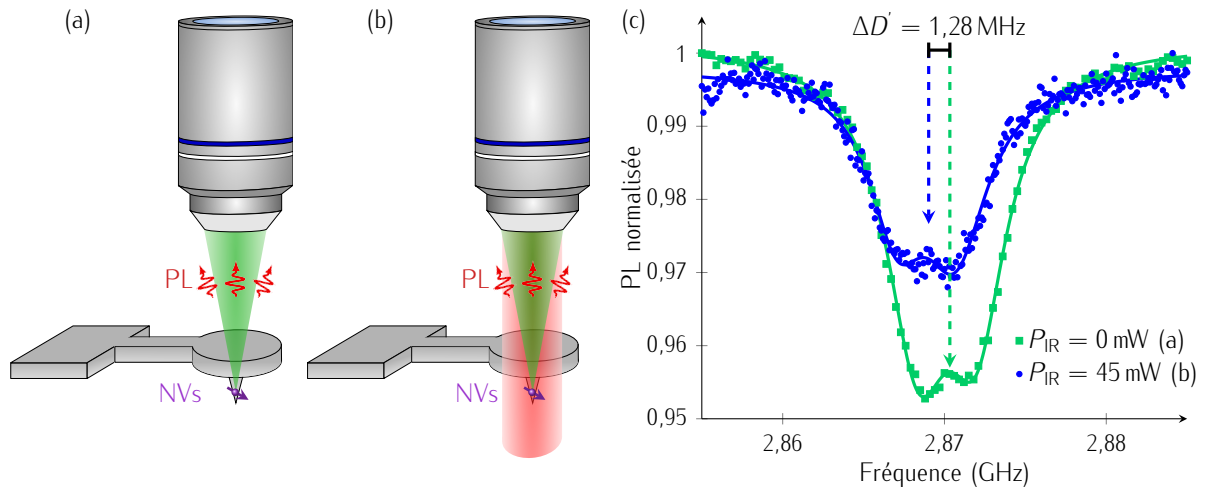 (a)
PL
NVs
(b)
PL
NVs
(c)
ΔD′ = 1,28 MHz
PL normalisée
1
0,99
0,98
0,97
0,96
0,95
P_IR = 0 mW (a)
P_IR = 45 mW (b)
2,86
2,87
2,88
Fréquence (GHz)